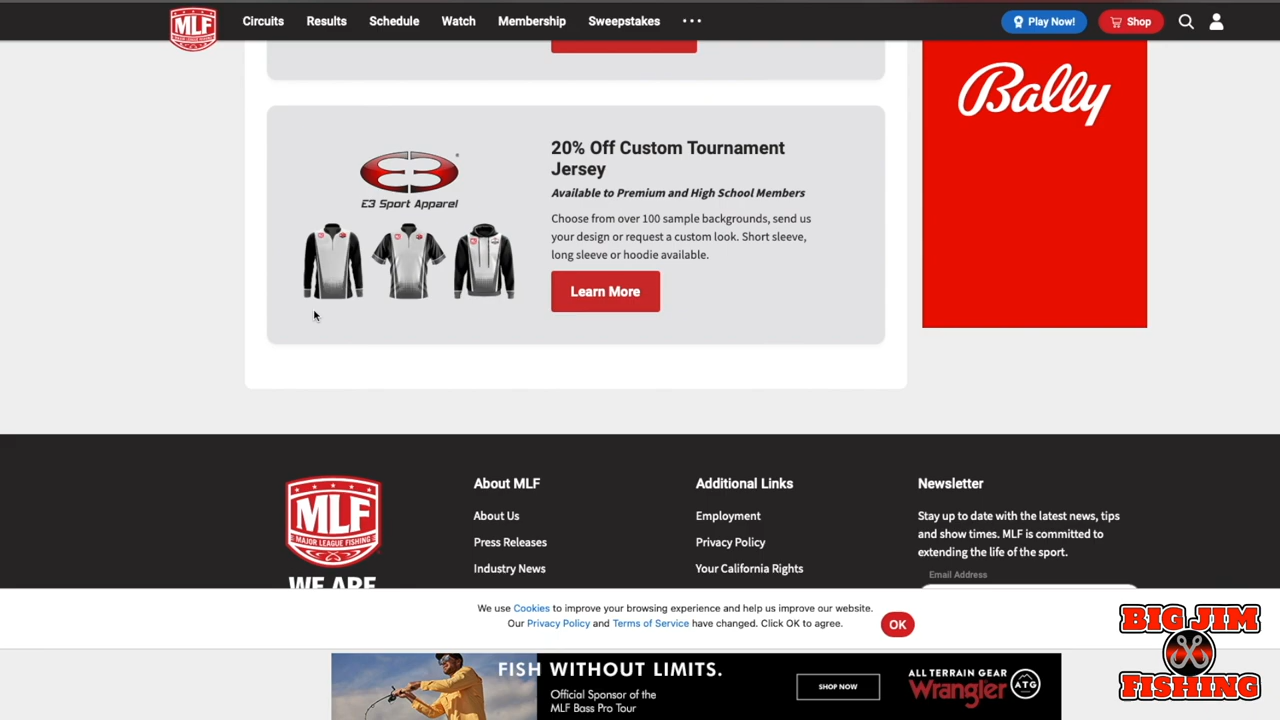 MLF
Circuits
Results
Schedule
Watch
Membership
Sweepstakes
Play Now!
Shop
Bally
E3 Sport Apparel
20% Off Custom Tournament
Jersey
Available to Premium and High School Members
Choose from over 100 sample backgrounds, send us
your design or request a custom look. Short sleeve,
long sleeve or hoodie available.
Learn More
MLF
MAJOR LEAGUE FISHING
WE ARE
About MLF
About Us
Press Releases
Industry News
Additional Links
Employment
Privacy Policy
Your California Rights
Newsletter
Stay up to date with the latest news, tips
and show times. MLF is committed to
extending the life of the sport.
Email Address
We use Cookies to improve your browsing experience and help us improve our website.
Our Privacy Policy and Terms of Service have changed. Click OK to agree.
OK
FISH WITHOUT LIMITS.
Official Sponsor of the
MLF Bass Pro Tour
SHOP NOW
ALL TERRAIN GEAR
Wrangler
ATG
BIG JIM
FISHING